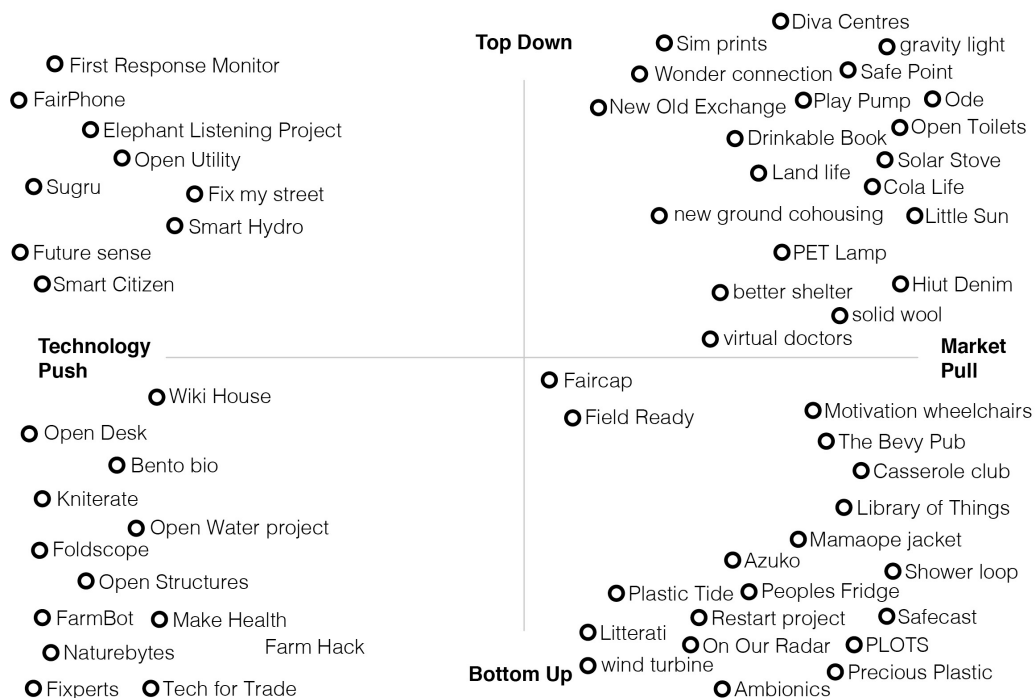 Diva Centres
Top Down
Sim prints
gravity light
First Response Monitor
Wonder connection
Safe Point
FairPhone
New Old Exchange
Play Pump
Ode
Elephant Listening Project
Drinkable Book
Open Toilets
Open Utility
Land life
Solar Stove
Sugru
Fix my street
Cola Life
Smart Hydro
new ground cohousing
Little Sun
Future sense
PET Lamp
Smart Citizen
better shelter
Hiut Denim
solid wool
virtual doctors
Technology
Push
Market
Pull
Wiki House
Faircap
Open Desk
Field Ready
Motivation wheelchairs
The Bevy Pub
Bento bio
Casserole club
Kniterate
Library of Things
Open Water project
Mamaope jacket
Foldscope
Azuko
Shower loop
Open Structures
Plastic Tide
Peoples Fridge
FarmBot
Make Health
Restart project
Safecast
Litterati
Naturebytes
Farm Hack
On Our Radar
PLOTS
Bottom Up
wind turbine
Precious Plastic
Fixperts
Tech for Trade
Ambionics